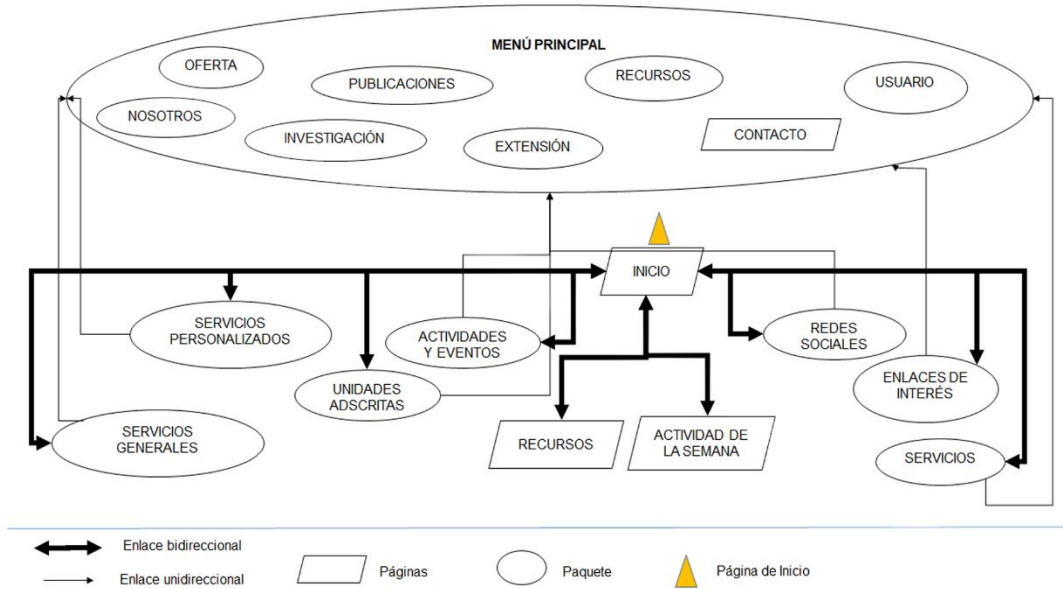 MENÚ PRINCIPAL
OFERTA
PUBLICACIONES
RECURSOS
USUARIO
NOSOTROS
INVESTIGACIÓN
EXTENSIÓN
CONTACTO
INICIO
SERVICIOS
PERSONALIZADOS
ACTIVIDADES
Y EVENTOS
REDES
SOCIALES
UNIDADES
ADSCRITAS
ENLACES DE
INTERÉS
SERVICIOS
GENERALES
RECURSOS
ACTIVIDAD DE
LA SEMANA
SERVICIOS
Enlace bidireccional
Enlace unidireccional
Páginas
Paquete
Página de Inicio